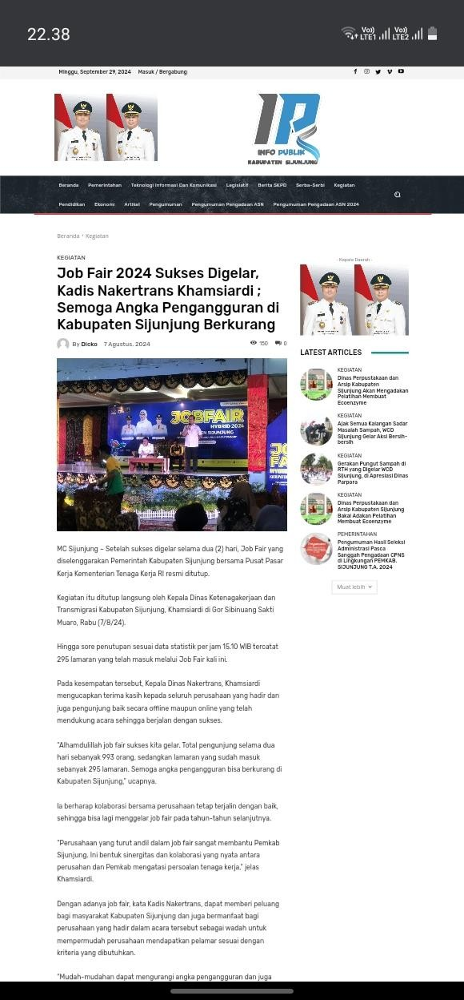 22.38
Vo)) LTE1 Vo)) LTE2
Minggu, September 29, 2024 Masuk / Bergabung
IP
INFO PUBLIK
KABUPATEN SIJUNJUNG
Beranda Pemerintahan Teknologi Informasi Dan Komunikasi Legislatif Berita SKPD Serba-Serbi Kegiatan
Pendidikan Ekonomi Artikel Pengumuman Pengumuman Pengadaan ASN Pengumuman Pengadaan ASN 2024
Beranda › Kegiatan
KEGIATAN
Job Fair 2024 Sukses Digelar,
Kadis Nakertrans Khamsiardi ;
Semoga Angka Pengangguran di
Kabupaten Sijunjung Berkurang
By Dicko 7 Agustus, 2024 150 0
JOBFAIR
HYBRID 2024
MC Sijunjung – Setelah sukses digelar selama dua (2) hari, Job Fair yang
diselenggarakan Pemerintah Kabupaten Sijunjung bersama Pusat Pasar
Kerja Kementerian Tenaga Kerja RI resmi ditutup.
Kegiatan itu ditutup langsung oleh Kepala Dinas Ketenagakerjaan dan
Transmigrasi Kabupaten Sijunjung, Khamsiardi di Gor Sibinuang Sakti
Muaro, Rabu (7/8/24).
Hingga sore penutupan sesuai data statistik per jam 15.10 WIB tercatat
295 lamaran yang telah masuk melalui Job Fair kali ini.
Pada kesempatan tersebut, Kepala Dinas Nakertrans, Khamsiardi
mengucapkan terima kasih kepada seluruh perusahaan yang hadir dan
juga pengunjung baik secara offline maupun online yang telah
mendukung acara sehingga berjalan dengan sukses.
"Alhamdulillah job fair sukses kita gelar. Total pengunjung selama dua
hari sebanyak 993 orang, sedangkan lamaran yang sudah masuk
sebanyak 295 lamaran. Semoga angka pengangguran bisa berkurang di
Kabupaten Sijunjung," ucapnya.
Ia berharap kolaborasi bersama perusahaan tetap terjalin dengan baik,
sehingga bisa lagi menggelar job fair pada tahun-tahun selanjutnya.
"Perusahaan yang turut andil dalam job fair sangat membantu Pemkab
Sijunjung. Ini bentuk sinergitas dan kolaborasi yang nyata antara
perusahan dan Pemkab mengatasi persoalan tenaga kerja," jelas
Khamsiardi.
Dengan adanya job fair, kata Kadis Nakertrans, dapat memberi peluang
bagi masyarakat Kabupaten Sijunjung dan juga bermanfaat bagi
perusahaan yang hadir dalam acara tersebut sebagai wadah untuk
mempermudah perusahaan mendapatkan pelamar sesuai dengan
kriteria yang dibutuhkan.
"Mudah-mudahan dapat mengurangi angka pengangguran dan juga
- Kepala Daerah -
LATEST ARTICLES
KEGIATAN
Dinas Perpustakaan dan
Arsip Kabupaten
Sijunjung Akan Mengadakan
Pelatihan Membuat
Ecoenzyme
KEGIATAN
Ajak Semua Kalangan Sadar
Masalah Sampah, WCD
Sijunjung Gelar Aksi Bersih-
bersih
KEGIATAN
Gerakan Pungut Sampah di
RTH yang Digelar WCD
Sijunjung, di Apresiasi Dinas
Parpora
KEGIATAN
Dinas Perpustakaan dan
Arsip Kabupaten Sijunjung
Bakal Adakan Pelatihan
Membuat Ecoenzyme
PEMERINTAHAN
Pengumuman Hasil Seleksi
Administrasi Pasca
Sanggah Pengadaan CPNS
di Lingkungan PEMKAB.
SIJUNJUNG T.A. 2024
Muat lebih